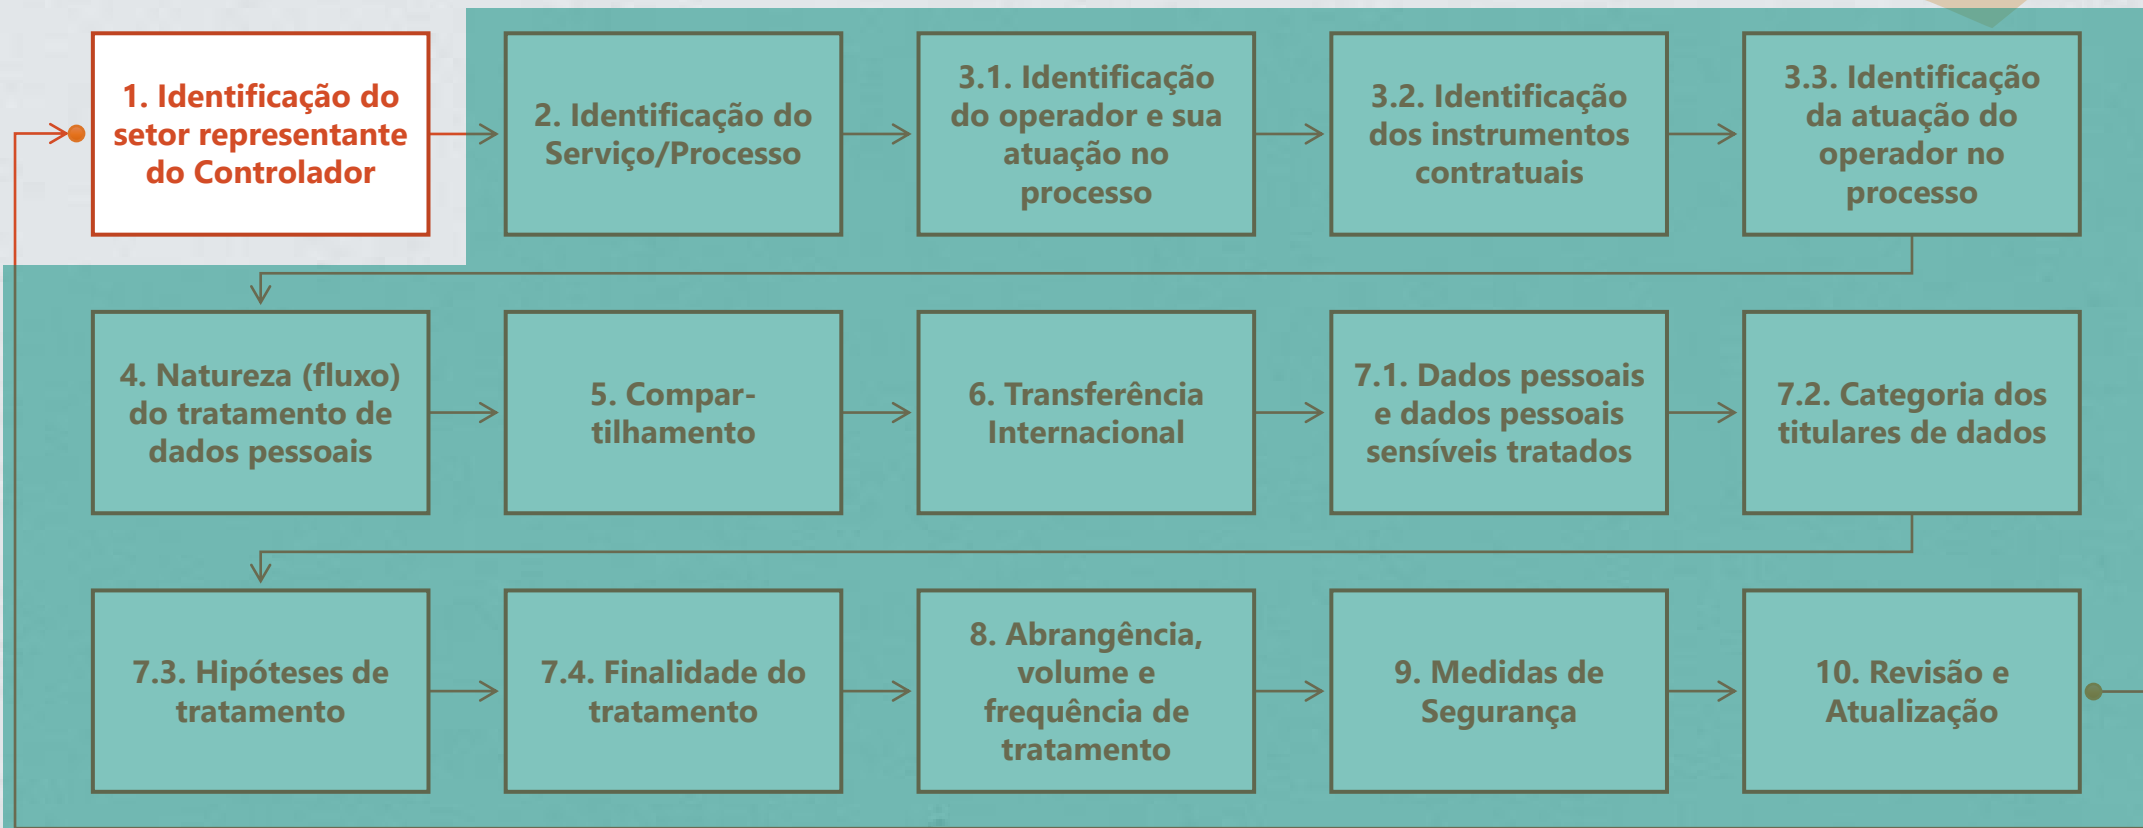 1. Identificação do
setor representante
do Controlador
2. Identificação do
Serviço/Processo
3.1. Identificação
do operador e sua
atuação no
processo
3.2. Identificação
dos instrumentos
contratuais
3.3. Identificação
da atuação do
operador no
processo
4. Natureza (fluxo)
do tratamento de
dados pessoais
5. Compar-
tilhamento
6. Transferência
Internacional
7.1. Dados pessoais
e dados pessoais
sensíveis tratados
7.2. Categoria dos
titulares de dados
7.3. Hipóteses de
tratamento
7.4. Finalidade do
tratamento
8. Abrangência,
volume e
frequência de
tratamento
9. Medidas de
Segurança
10. Revisão e
Atualização